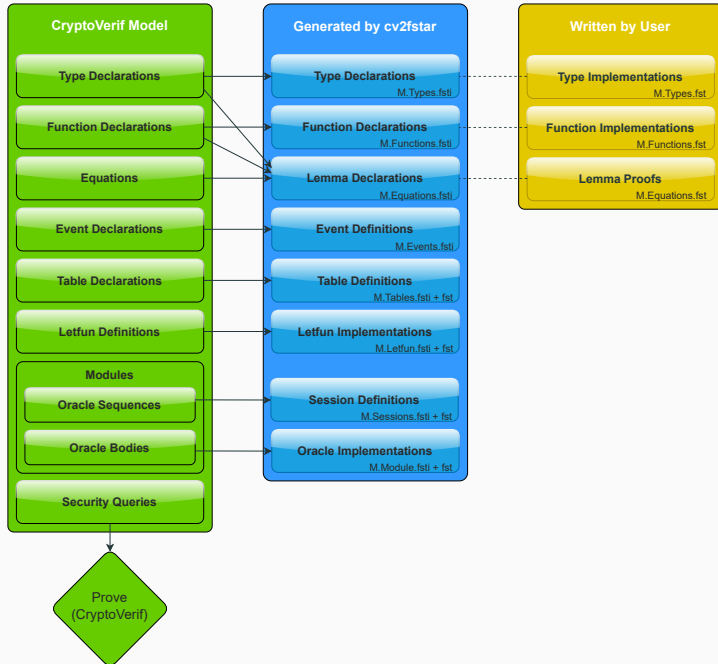 CryptoVerif Model
Type Declarations
Function Declarations
Equations
Event Declarations
Table Declarations
Letfun Definitions
Modules
Oracle Sequences
Oracle Bodies
Security Queries
Prove
(CryptoVerif)
Generated by cv2fstar
Type Declarations
M.Types.fsti
Function Declarations
M.Functions.fsti
Lemma Declarations
M.Equations.fsti
Event Definitions
M.Events.fsti
Table Definitions
M.Tables.fsti + fst
Letfun Implementations
M.Letfun.fsti + fst
Session Definitions
M.Sessions.fsti + fst
Oracle Implementations
M.Module.fsti + fst
Written by User
Type Implementations
M.Types.fst
Function Implementations
M.Functions.fst
Lemma Proofs
M.Equations.fst